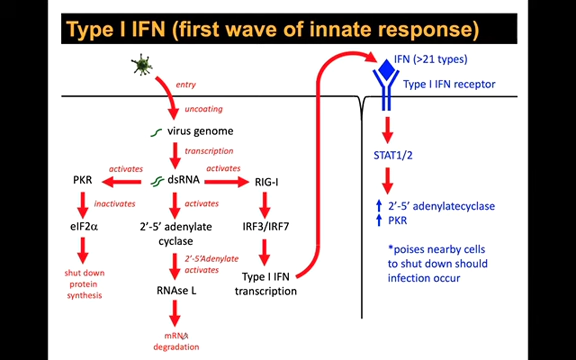 Type I IFN (first wave of innate response)
entry
uncoating
virus genome
transcription
PKR
activates
dsRNA
activates
RIG-I
inactivates
activates
eIF2α
2’-5’ adenylate
cyclase
IRF3/IRF7
shut down
protein
synthesis
2’-5’Adenylate
activates
RNAse L
Type I IFN
transcription
mRNA
degradation
IFN (>21 types)
Type I IFN receptor
STAT1/2
2’-5’ adenylatecyclase
PKR
*poises nearby cells
to shut down should
infection occur